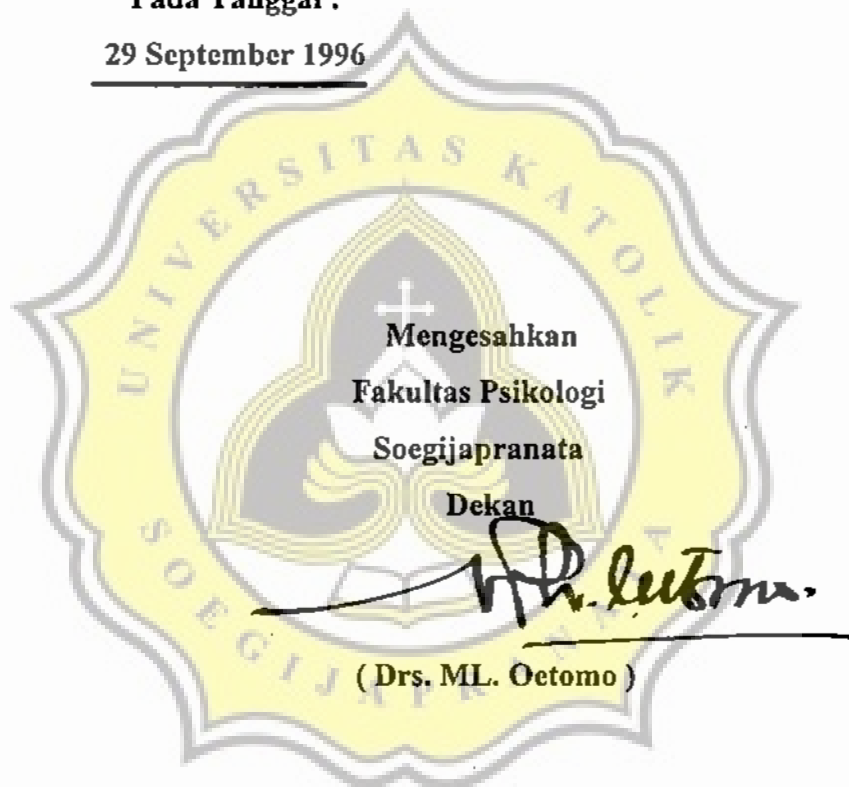 Pada Tanggal :
29 September 1996
UNIVERSITAS KATOLIK
Mengesahkan
Fakultas Psikologi
Soegijapranata
Dekan
( Drs. ML. Oetomo )
SOEGIJAPRANATA